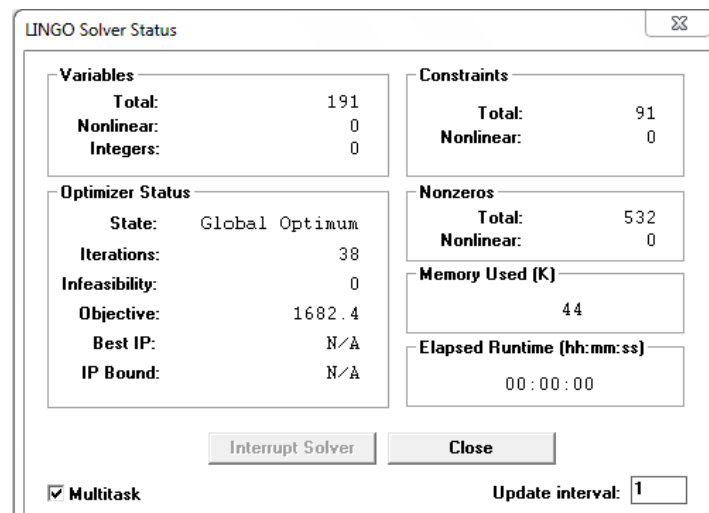 LINGO Solver Status
Variables
Total: 191
Nonlinear: 0
Integers: 0
Constraints
Total: 91
Nonlinear: 0
Optimizer Status
State: Global Optimum
Iterations: 38
Infeasibility: 0
Objective: 1682.4
Best IP: N/A
IP Bound: N/A
Nonzeros
Total: 532
Nonlinear: 0
Memory Used (K)
44
Elapsed Runtime (hh:mm:ss)
00:00:00
Interrupt Solver Close
Multitask Update interval: 1